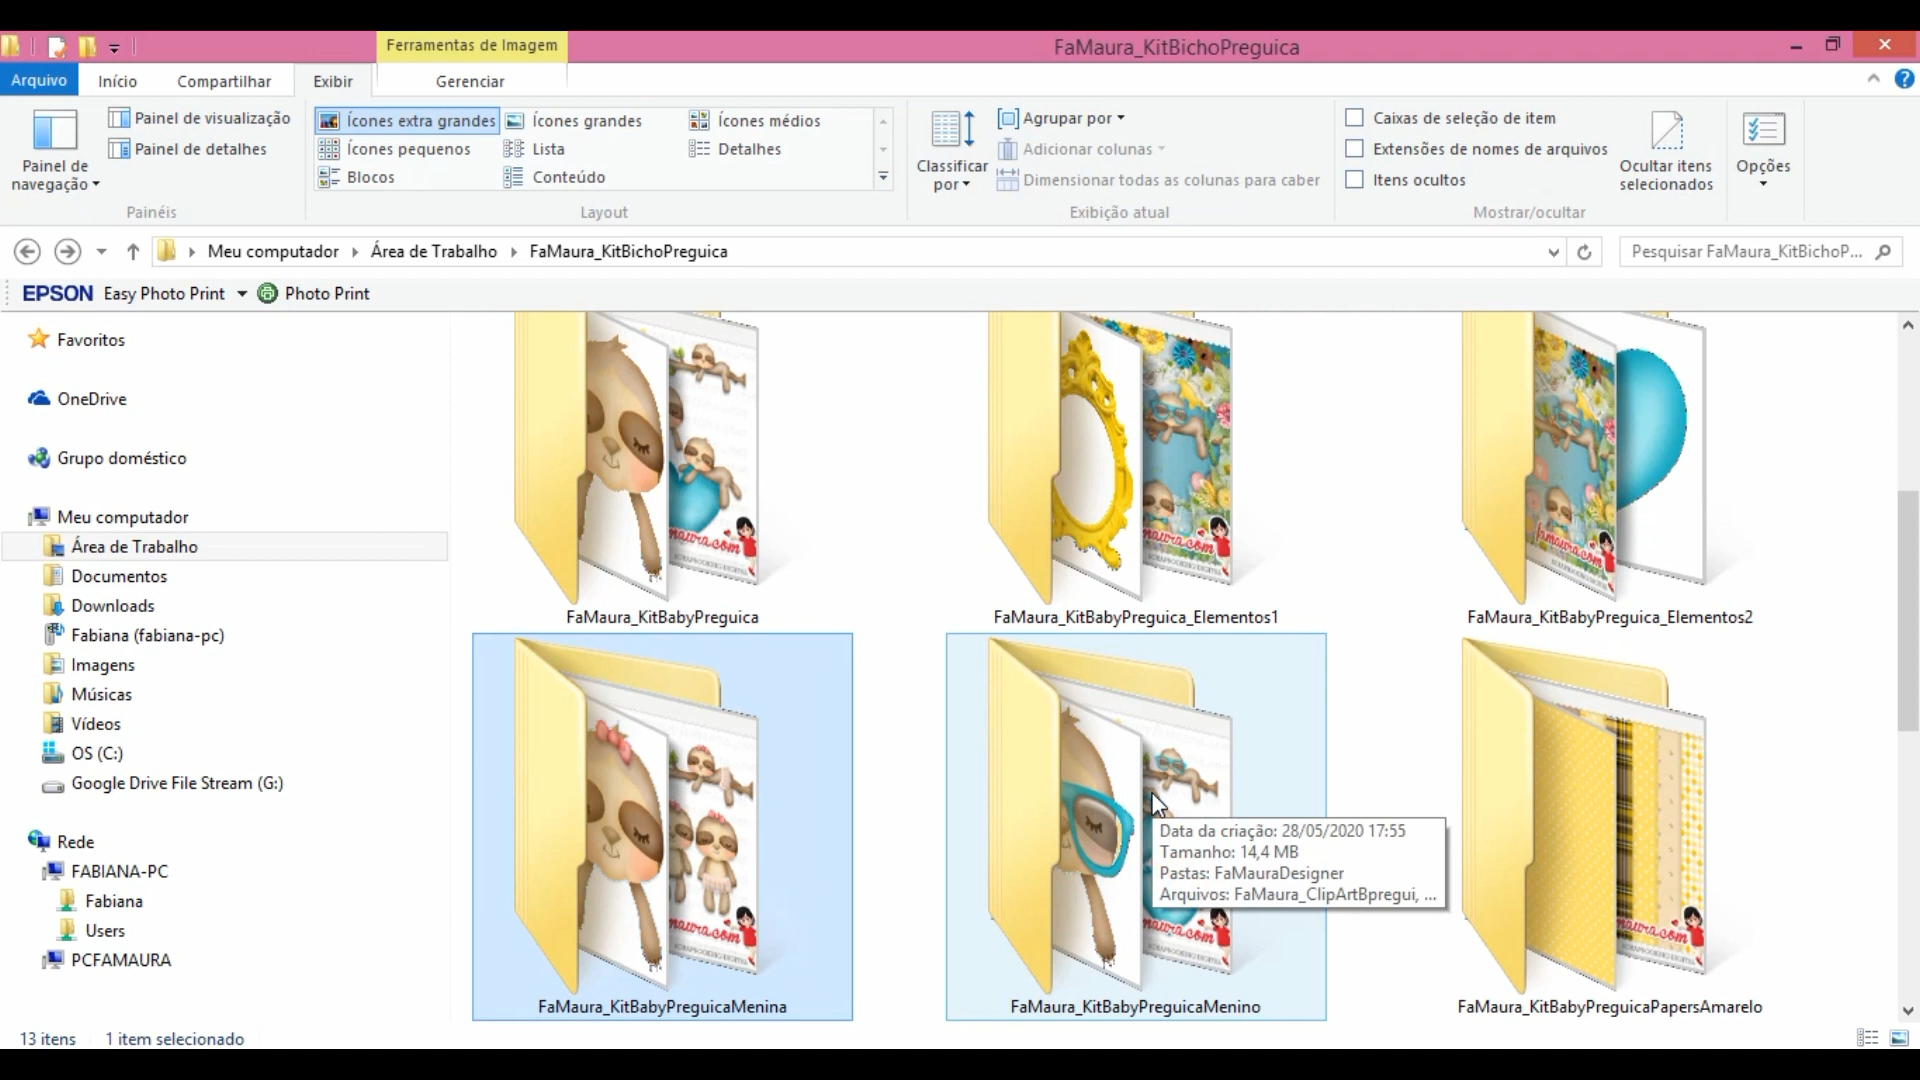 Ferramentas de Imagem
FaMaura_KitBichoPreguica
Arquivo
Início
Compartilhar
Exibir
Gerenciar
Painel de navegação
Painel de visualização
Painel de detalhes
Painéis
Ícones extra grandes
Ícones grandes
Ícones médios
Ícones pequenos
Lista
Detalhes
Blocos
Conteúdo
Layout
Classificar por
Agrupar por
Adicionar colunas
Dimensionar todas as colunas para caber
Exibição atual
Caixas de seleção de item
Extensões de nomes de arquivos
Itens ocultos
Ocultar itens selecionados
Opções
Mostrar/ocultar
Meu computador
Área de Trabalho
FaMaura_KitBichoPreguica
Pesquisar FaMaura_KitBichoP...
EPSON Easy Photo Print
Photo Print
Favoritos
OneDrive
Grupo doméstico
Meu computador
Área de Trabalho
Documentos
Downloads
Fabiana (fabiana-pc)
Imagens
Músicas
Vídeos
OS (C:)
Google Drive File Stream (G:)
Rede
FABIANA-PC
Fabiana
Users
PCFAMAURA
FaMaura_KitBabyPreguica
FaMaura_KitBabyPreguica_Elementos1
FaMaura_KitBabyPreguica_Elementos2
FaMaura_KitBabyPreguicaMenina
FaMaura_KitBabyPreguicaMenino
FaMaura_KitBabyPreguicaPapersAmarelo
Data da criação: 28/05/2020 17:55
Tamanho: 14,4 MB
Pastas: FaMauraDesigner
Arquivos: FaMaura_ClipArtBpregui, ...
13 itens
1 item selecionado